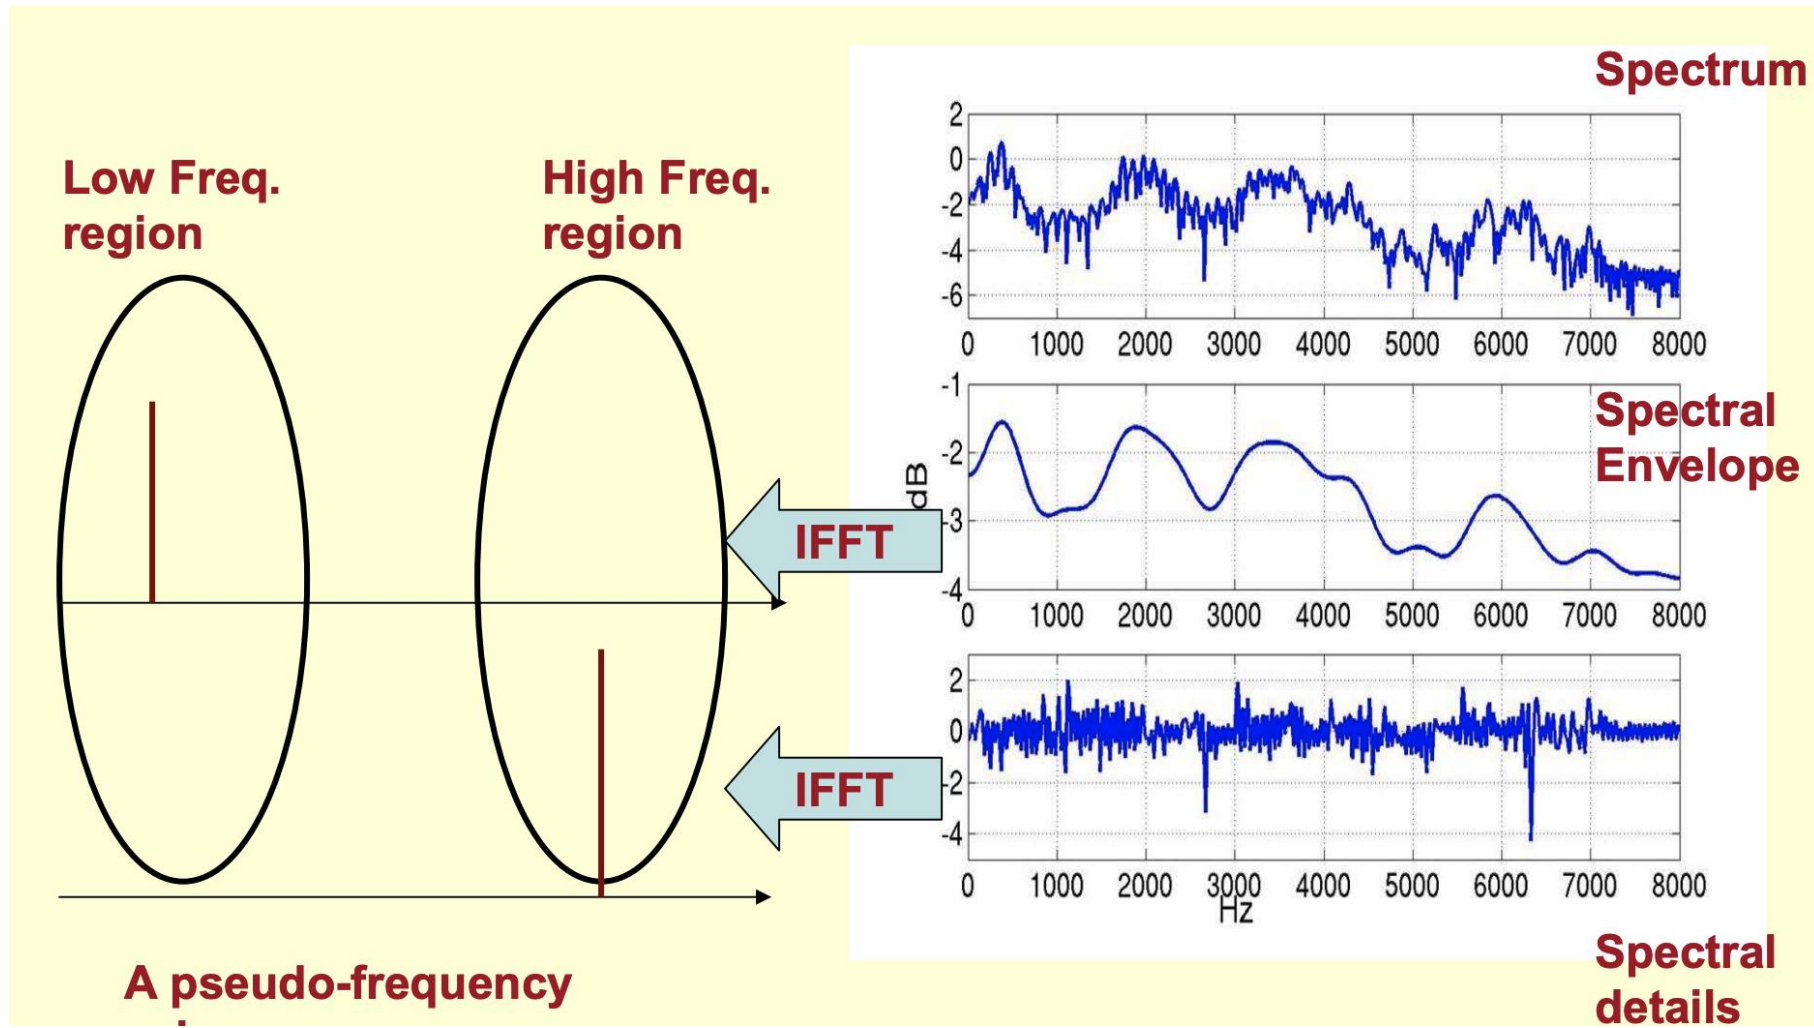 Spectrum
Low Freq.
region
High Freq.
region
2
0
-2
-4
-6
0 1000 2000 3000 4000 5000 6000 7000 8000
Spectral
Envelope
-1
-2
-3
-4
dB
0 1000 2000 3000 4000 5000 6000 7000 8000
IFFT
2
0
-2
-4
0 1000 2000 3000 4000 5000 6000 7000 8000
Hz
IFFT
Spectral
details
A pseudo-frequency